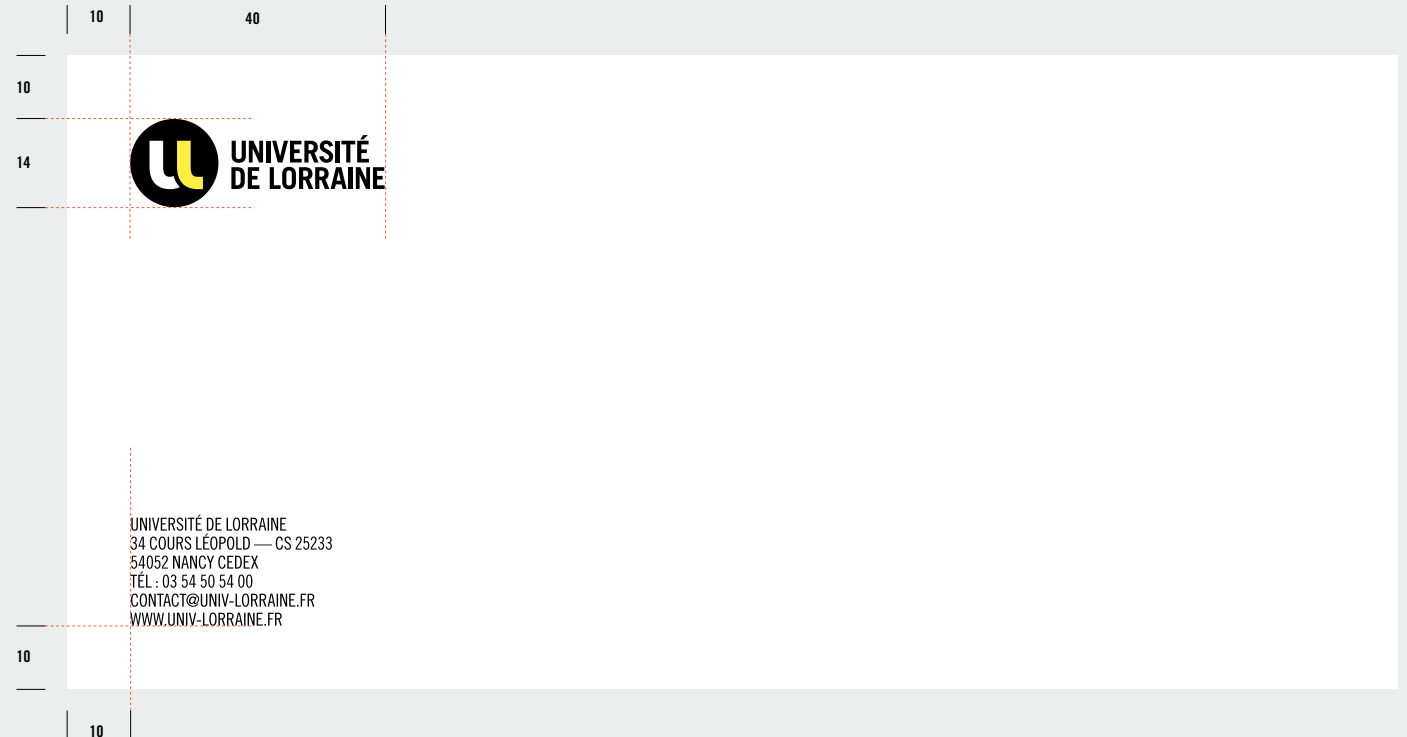 10
40
10
14
UNIVERSITÉ
DE LORRAINE
UNIVERSITÉ DE LORRAINE
34 COURS LÉOPOLD — CS 25233
54052 NANCY CEDEX
TÉL : 03 54 50 54 00
CONTACT@UNIV-LORRAINE.FR
WWW.UNIV-LORRAINE.FR
10
10